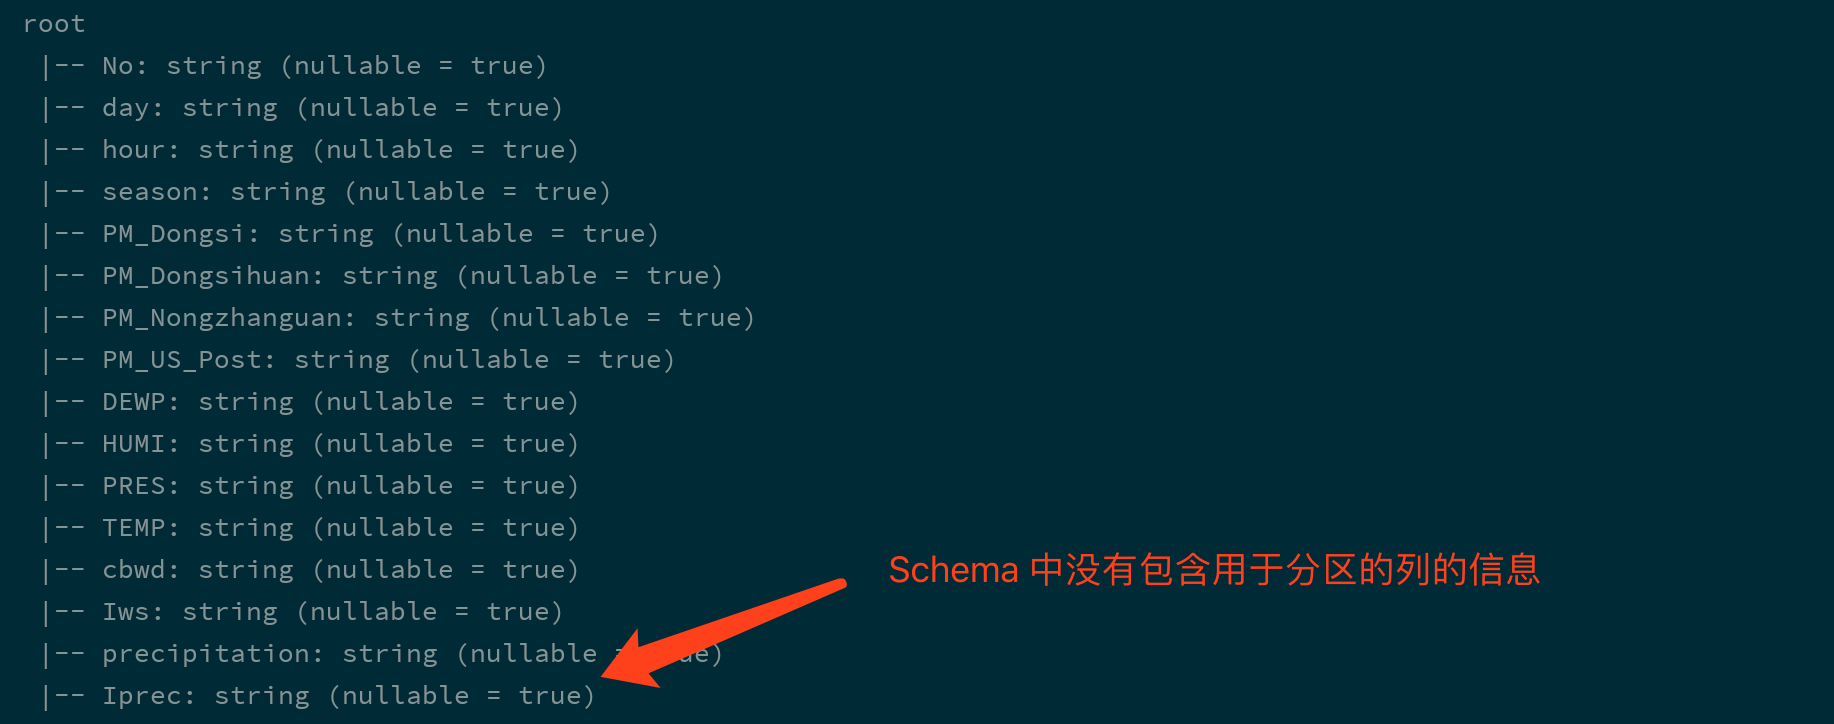 root
 |-- No: string (nullable = true)
 |-- day: string (nullable = true)
 |-- hour: string (nullable = true)
 |-- season: string (nullable = true)
 |-- PM_Dongsi: string (nullable = true)
 |-- PM_Dongsihuan: string (nullable = true)
 |-- PM_Nongzhanguan: string (nullable = true)
 |-- PM_US_Post: string (nullable = true)
 |-- DEWP: string (nullable = true)
 |-- HUMI: string (nullable = true)
 |-- PRES: string (nullable = true)
 |-- TEMP: string (nullable = true)
 |-- cbwd: string (nullable = true)
Schema 中没有包含用于分区的列的信息
 |-- Iws: string (nullable = true)
 |-- precipitation: string (nullable = true)
 |-- Iprec: string (nullable = true)